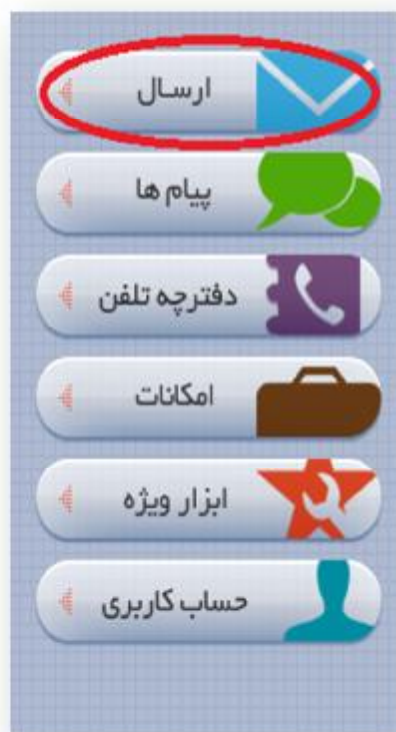 ارسال
پیام ها
دفترچه تلفن
امکانات
ابزار ویژه
حساب کاربری